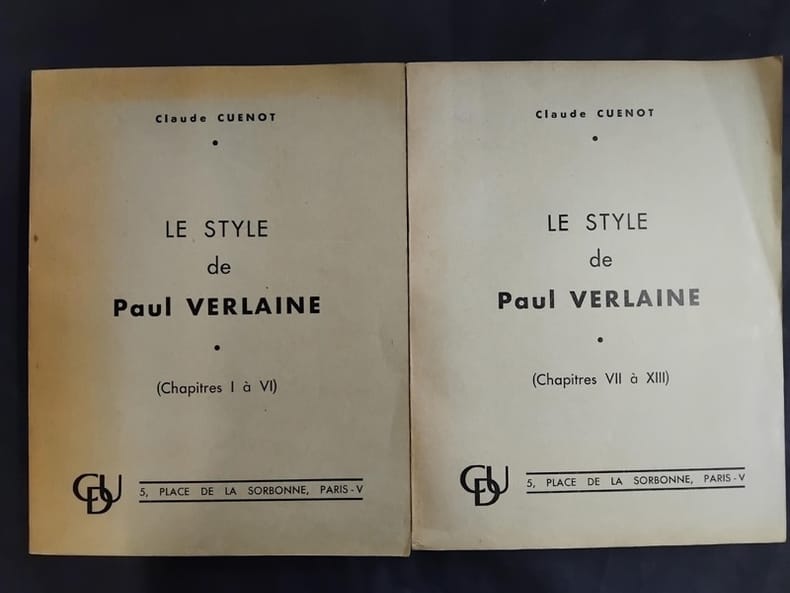 Claude CUENOT
•
LE STYLE
de
Paul VERLAINE
•
(Chapitres I à VI)
CDU
5, PLACE DE LA SORBONNE, PARIS-V
Claude CUENOT
•
LE STYLE
de
Paul VERLAINE
•
(Chapitres VII à XIII)
CDU
5, PLACE DE LA SORBONNE, PARIS-V